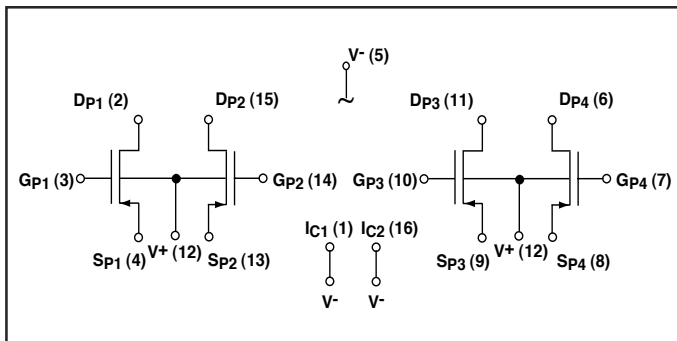 V- (5)
DP1 (2) DP2 (15) DP3 (11) DP4 (6)
~
GP1 (3) GP2 (14) GP3 (10) GP4 (7)
IC1 (1) IC2 (16)
SP1 (4) V+ (12) SP2 (13) SP3 (9) V+ (12) SP4 (8)
V- V-